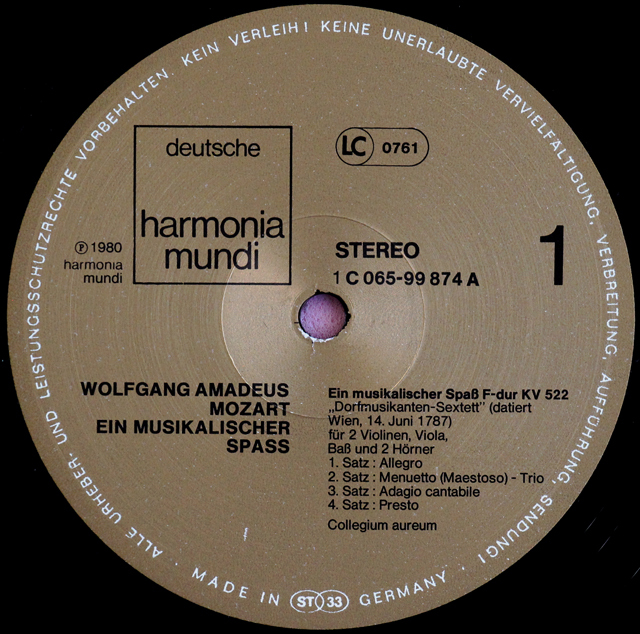 ALLE URHEBER- UND LEISTUNGSSCHUTZRECHTE VORBEHALTEN. KEIN VERLEIH! KEINE UNERLAUBTE VERVIELFÄLTIGUNG, VERBREITUNG, AUFFÜHRUNG, SENDUNG!
deutsche
harmonia
mundi
LC 0761
℗ 1980
harmonia
mundi
STEREO
1 C 065-99 874 A
1
WOLFGANG AMADEUS
MOZART
EIN MUSIKALISCHER
SPASS
Ein musikalischer Spaß F-dur KV 522
„Dorfmusikanten-Sextett" (datiert
Wien, 14. Juni 1787)
für 2 Violinen, Viola,
Baß und 2 Hörner
1. Satz : Allegro
2. Satz : Menuetto (Maestoso) - Trio
3. Satz : Adagio cantabile
4. Satz : Presto
Collegium aureum
· MADE IN ST 33 GERMANY ·